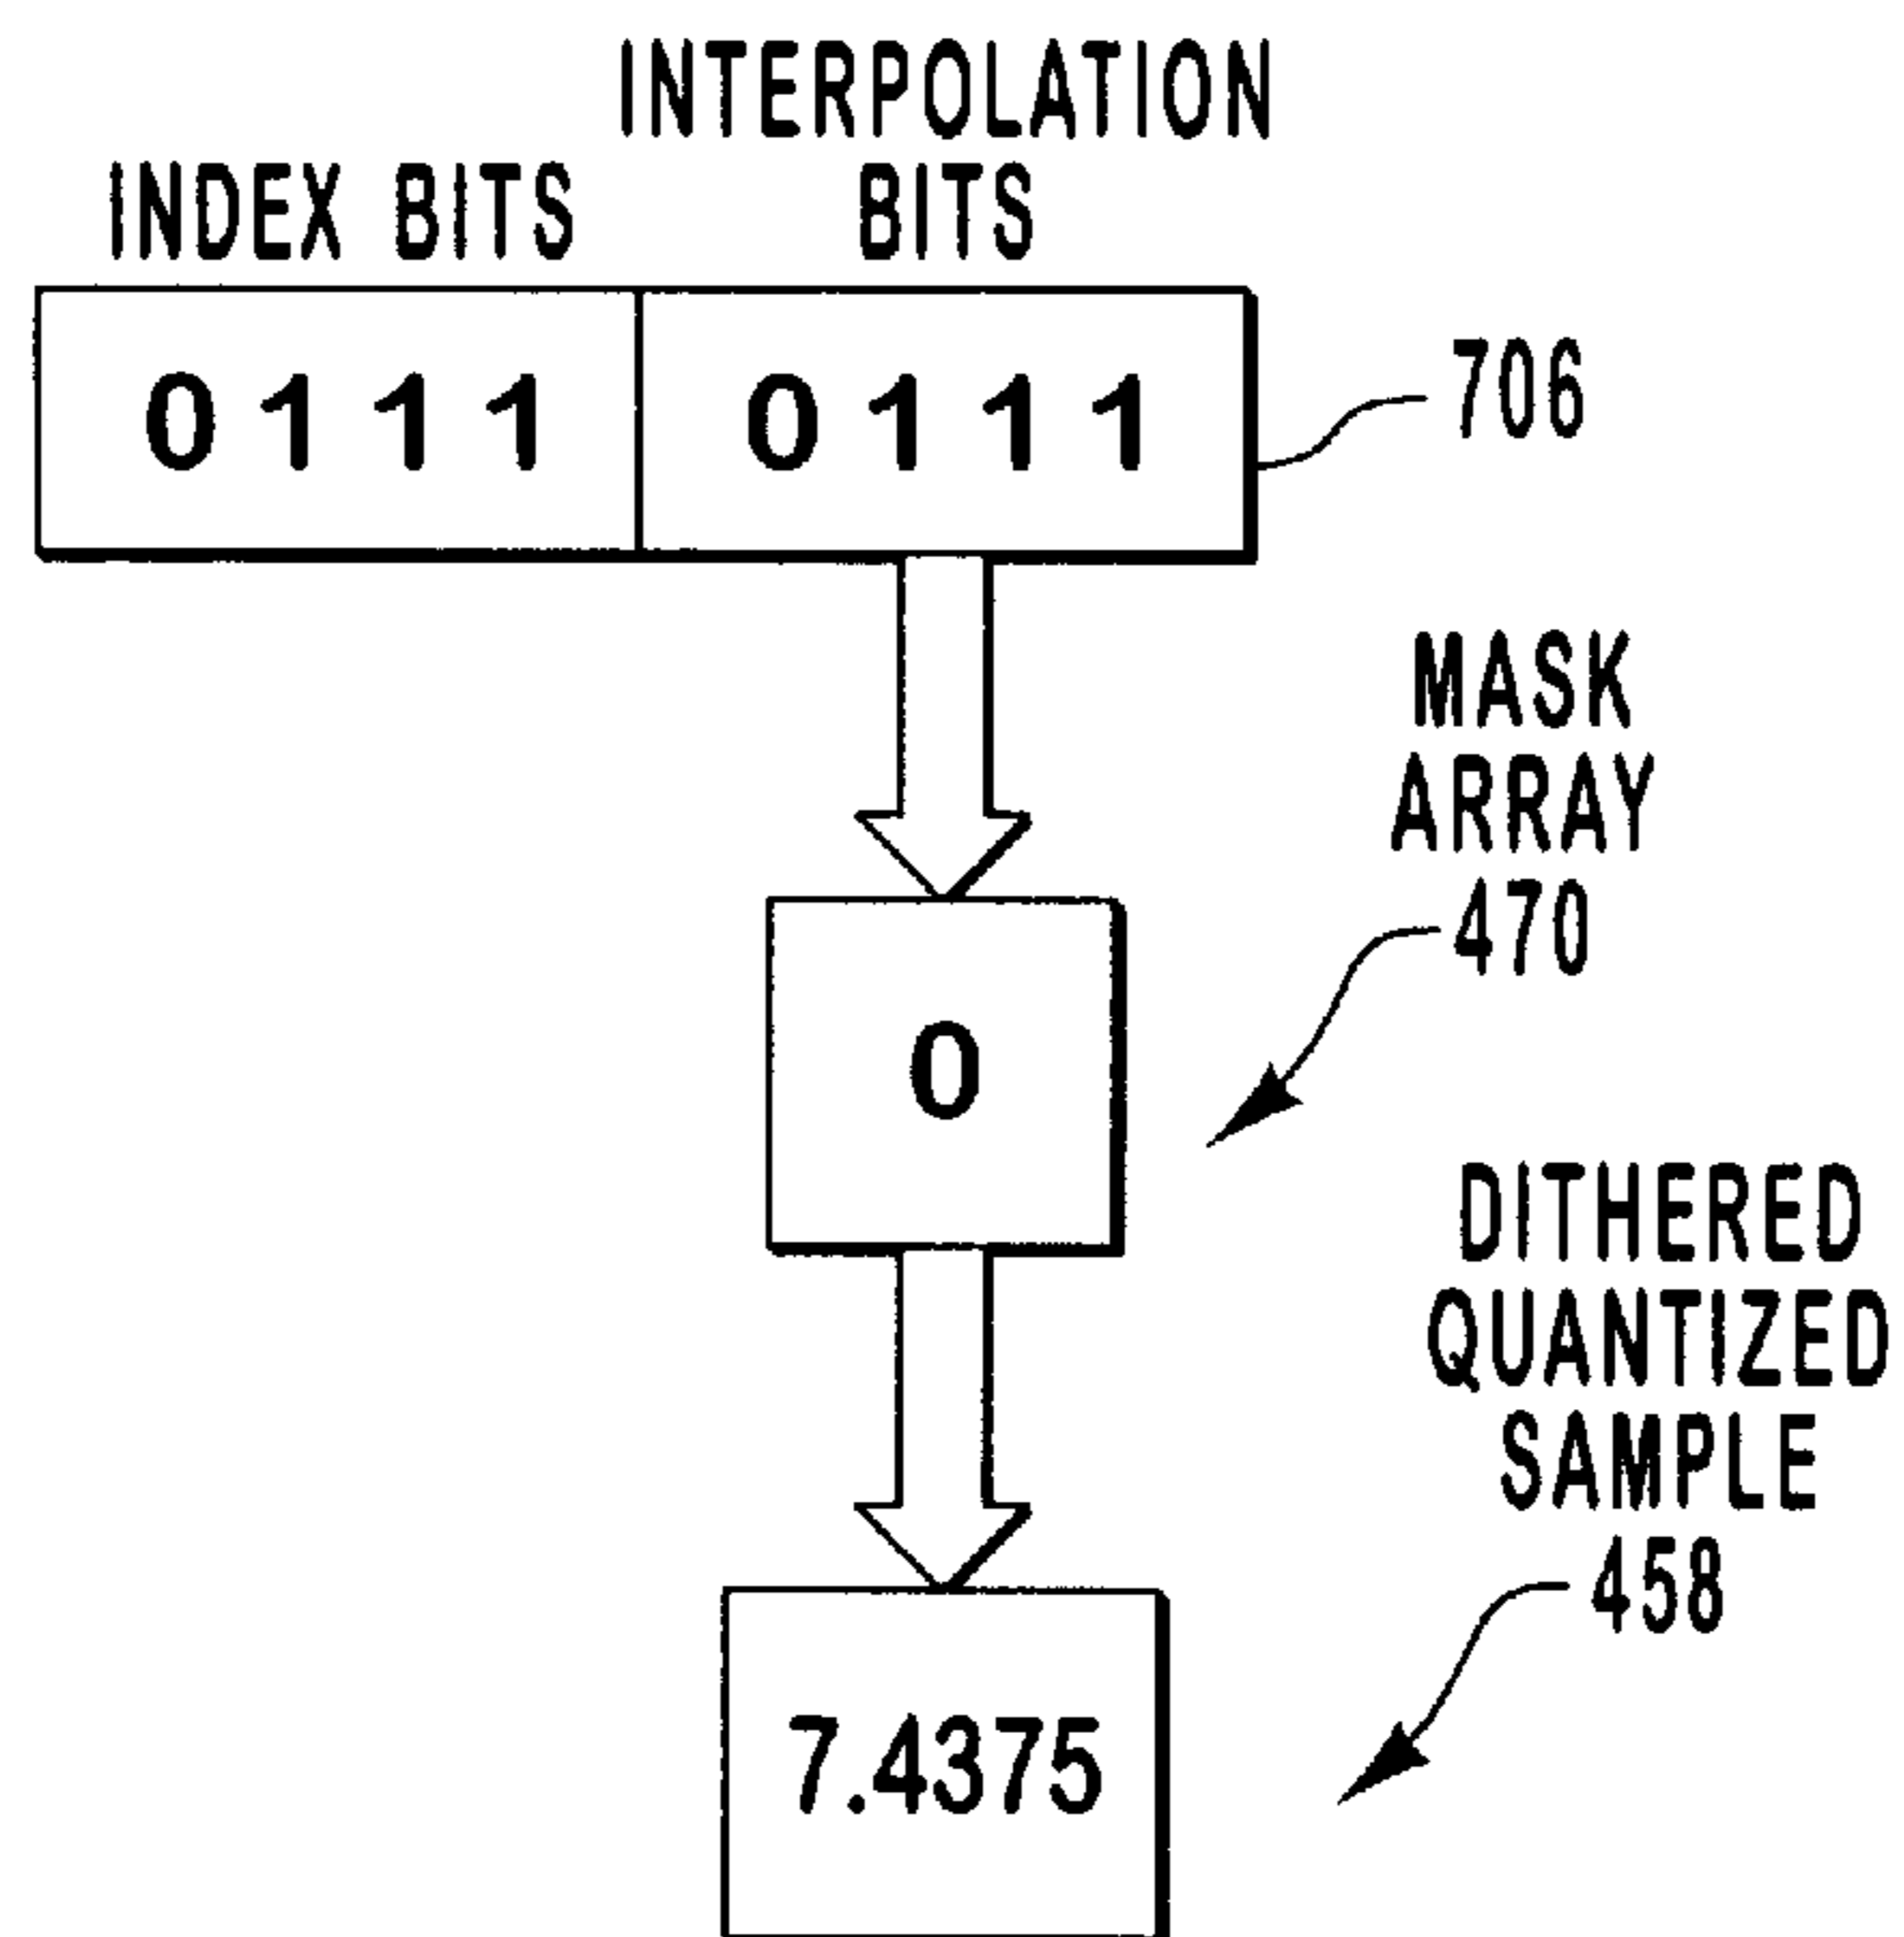 INTERPOLATION
INDEX BITS BITS
0 1 1 1 0 1 1 1
706
MASK
ARRAY
470
0
DITHERED
QUANTIZED
SAMPLE
458
7.4375